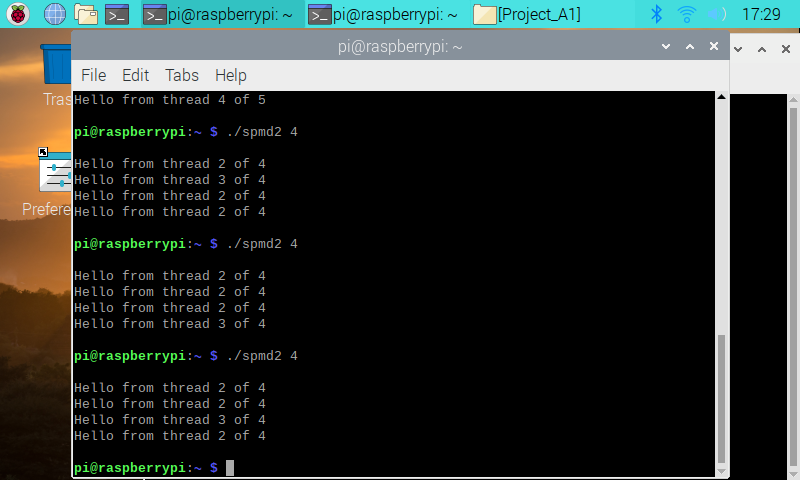 pi@raspberrypi: ~
pi@raspberrypi: ~
[Project_A1]
17:29
pi@raspberrypi: ~
File Edit Tabs Help
Tras
Prefere
Hello from thread 4 of 5
pi@raspberrypi:~ $ ./spmd2 4
Hello from thread 2 of 4
Hello from thread 3 of 4
Hello from thread 2 of 4
Hello from thread 2 of 4
pi@raspberrypi:~ $ ./spmd2 4
Hello from thread 2 of 4
Hello from thread 2 of 4
Hello from thread 2 of 4
Hello from thread 3 of 4
pi@raspberrypi:~ $ ./spmd2 4
Hello from thread 2 of 4
Hello from thread 2 of 4
Hello from thread 3 of 4
Hello from thread 2 of 4
pi@raspberrypi:~ $